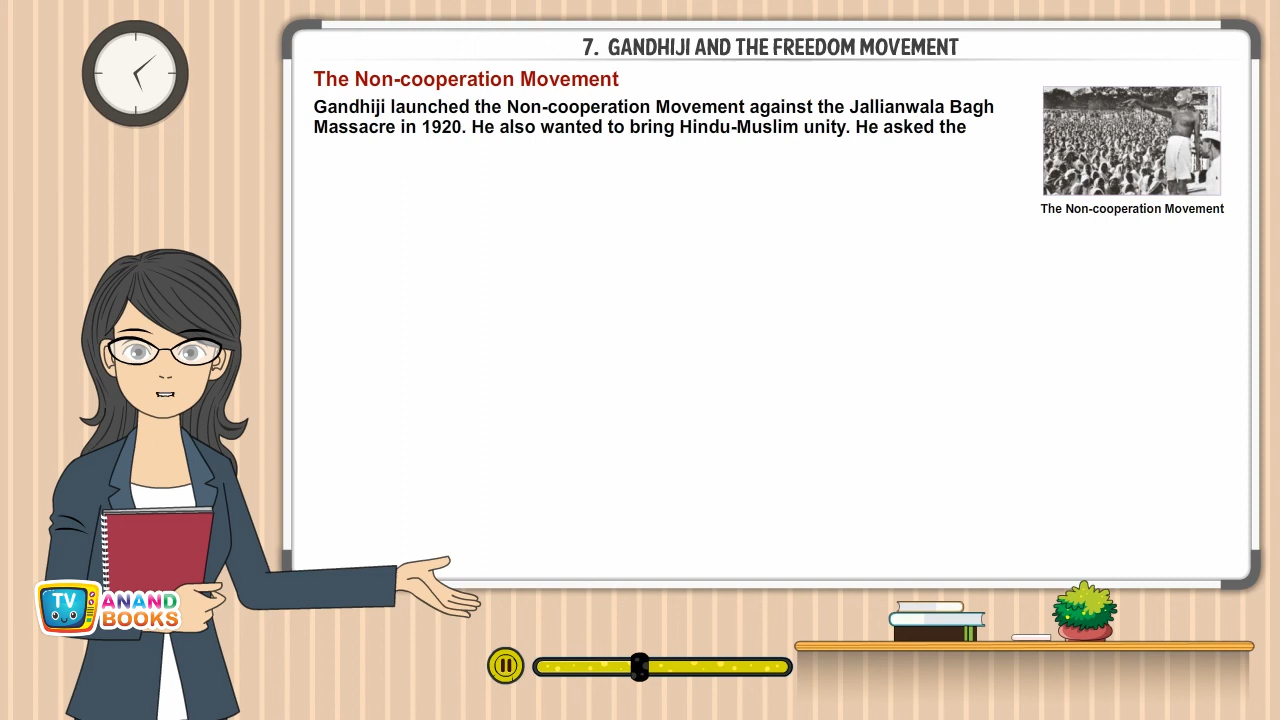 7. GANDHIJI AND THE FREEDOM MOVEMENT
The Non-cooperation Movement
Gandhiji launched the Non-cooperation Movement against the Jallianwala Bagh
Massacre in 1920. He also wanted to bring Hindu-Muslim unity. He asked the
The Non-cooperation Movement
TV
ANAND
BOOKS